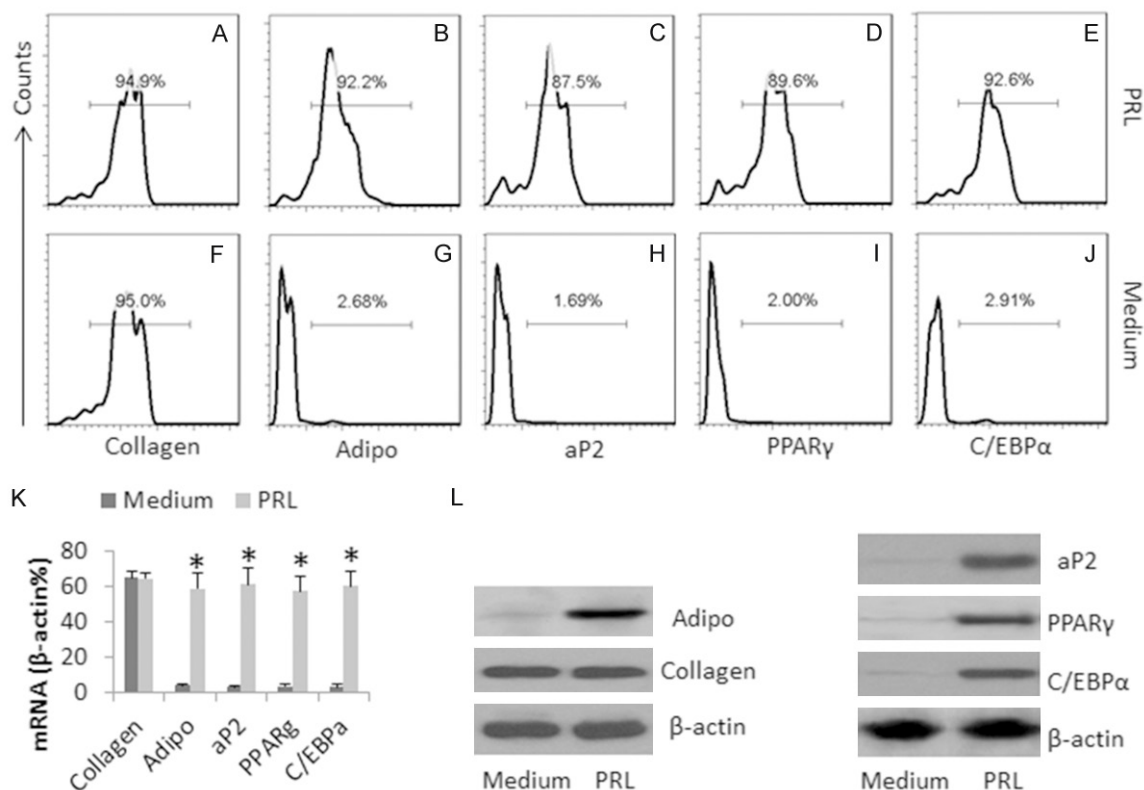 Counts
A
94.9%
B
92.2%
C
87.5%
D
89.6%
E
92.6%
PRL
F
95.0%
G
2.68%
H
1.69%
I
2.00%
J
2.91%
Medium
Collagen
Adipo
aP2
PPARγ
C/EBPα
K
Medium PRL
mRNA (β-actin%)
80
60
40
20
0
* * * *
Collagen
Adipo
aP2
PPARg
C/EBPa
L
Adipo
Collagen
β-actin
Medium PRL
aP2
PPARγ
C/EBPα
β-actin
Medium PRL